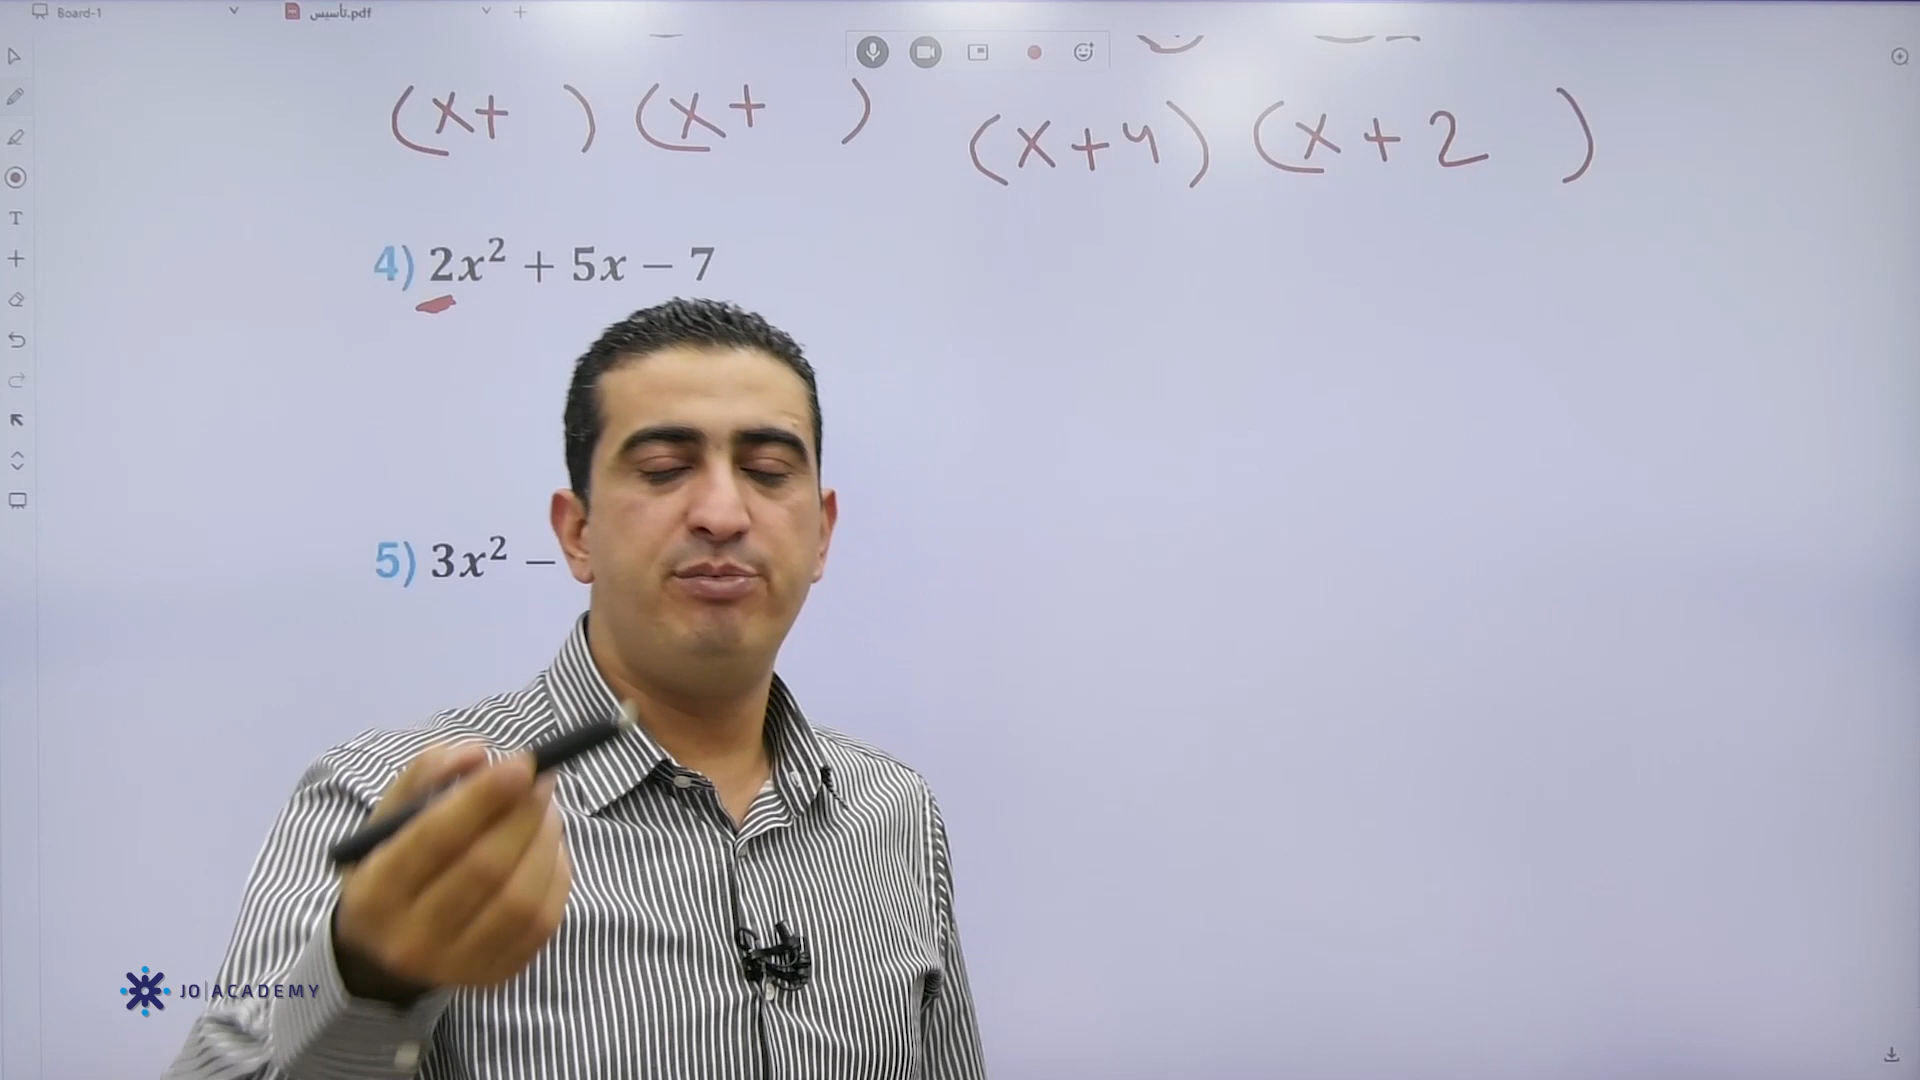 Board-1
تأسيس.pdf
(x+ ) (x+ )
(x+4) (x+2 )
4) 2x² + 5x − 7
5) 3x² −
JO|ACADEMY